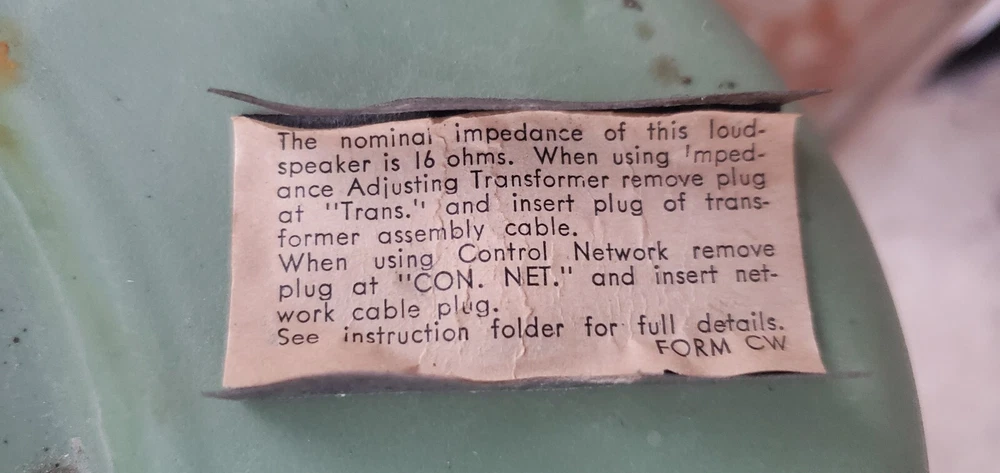 The nominal impedance of this loud-
speaker is 16 ohms. When using Imped-
ance Adjusting Transformer remove plug
at "Trans." and insert plug of trans-
former assembly cable.
When using Control Network remove
plug at "CON. NET." and insert net-
work cable plug.
See instruction folder for full details.
FORM CW